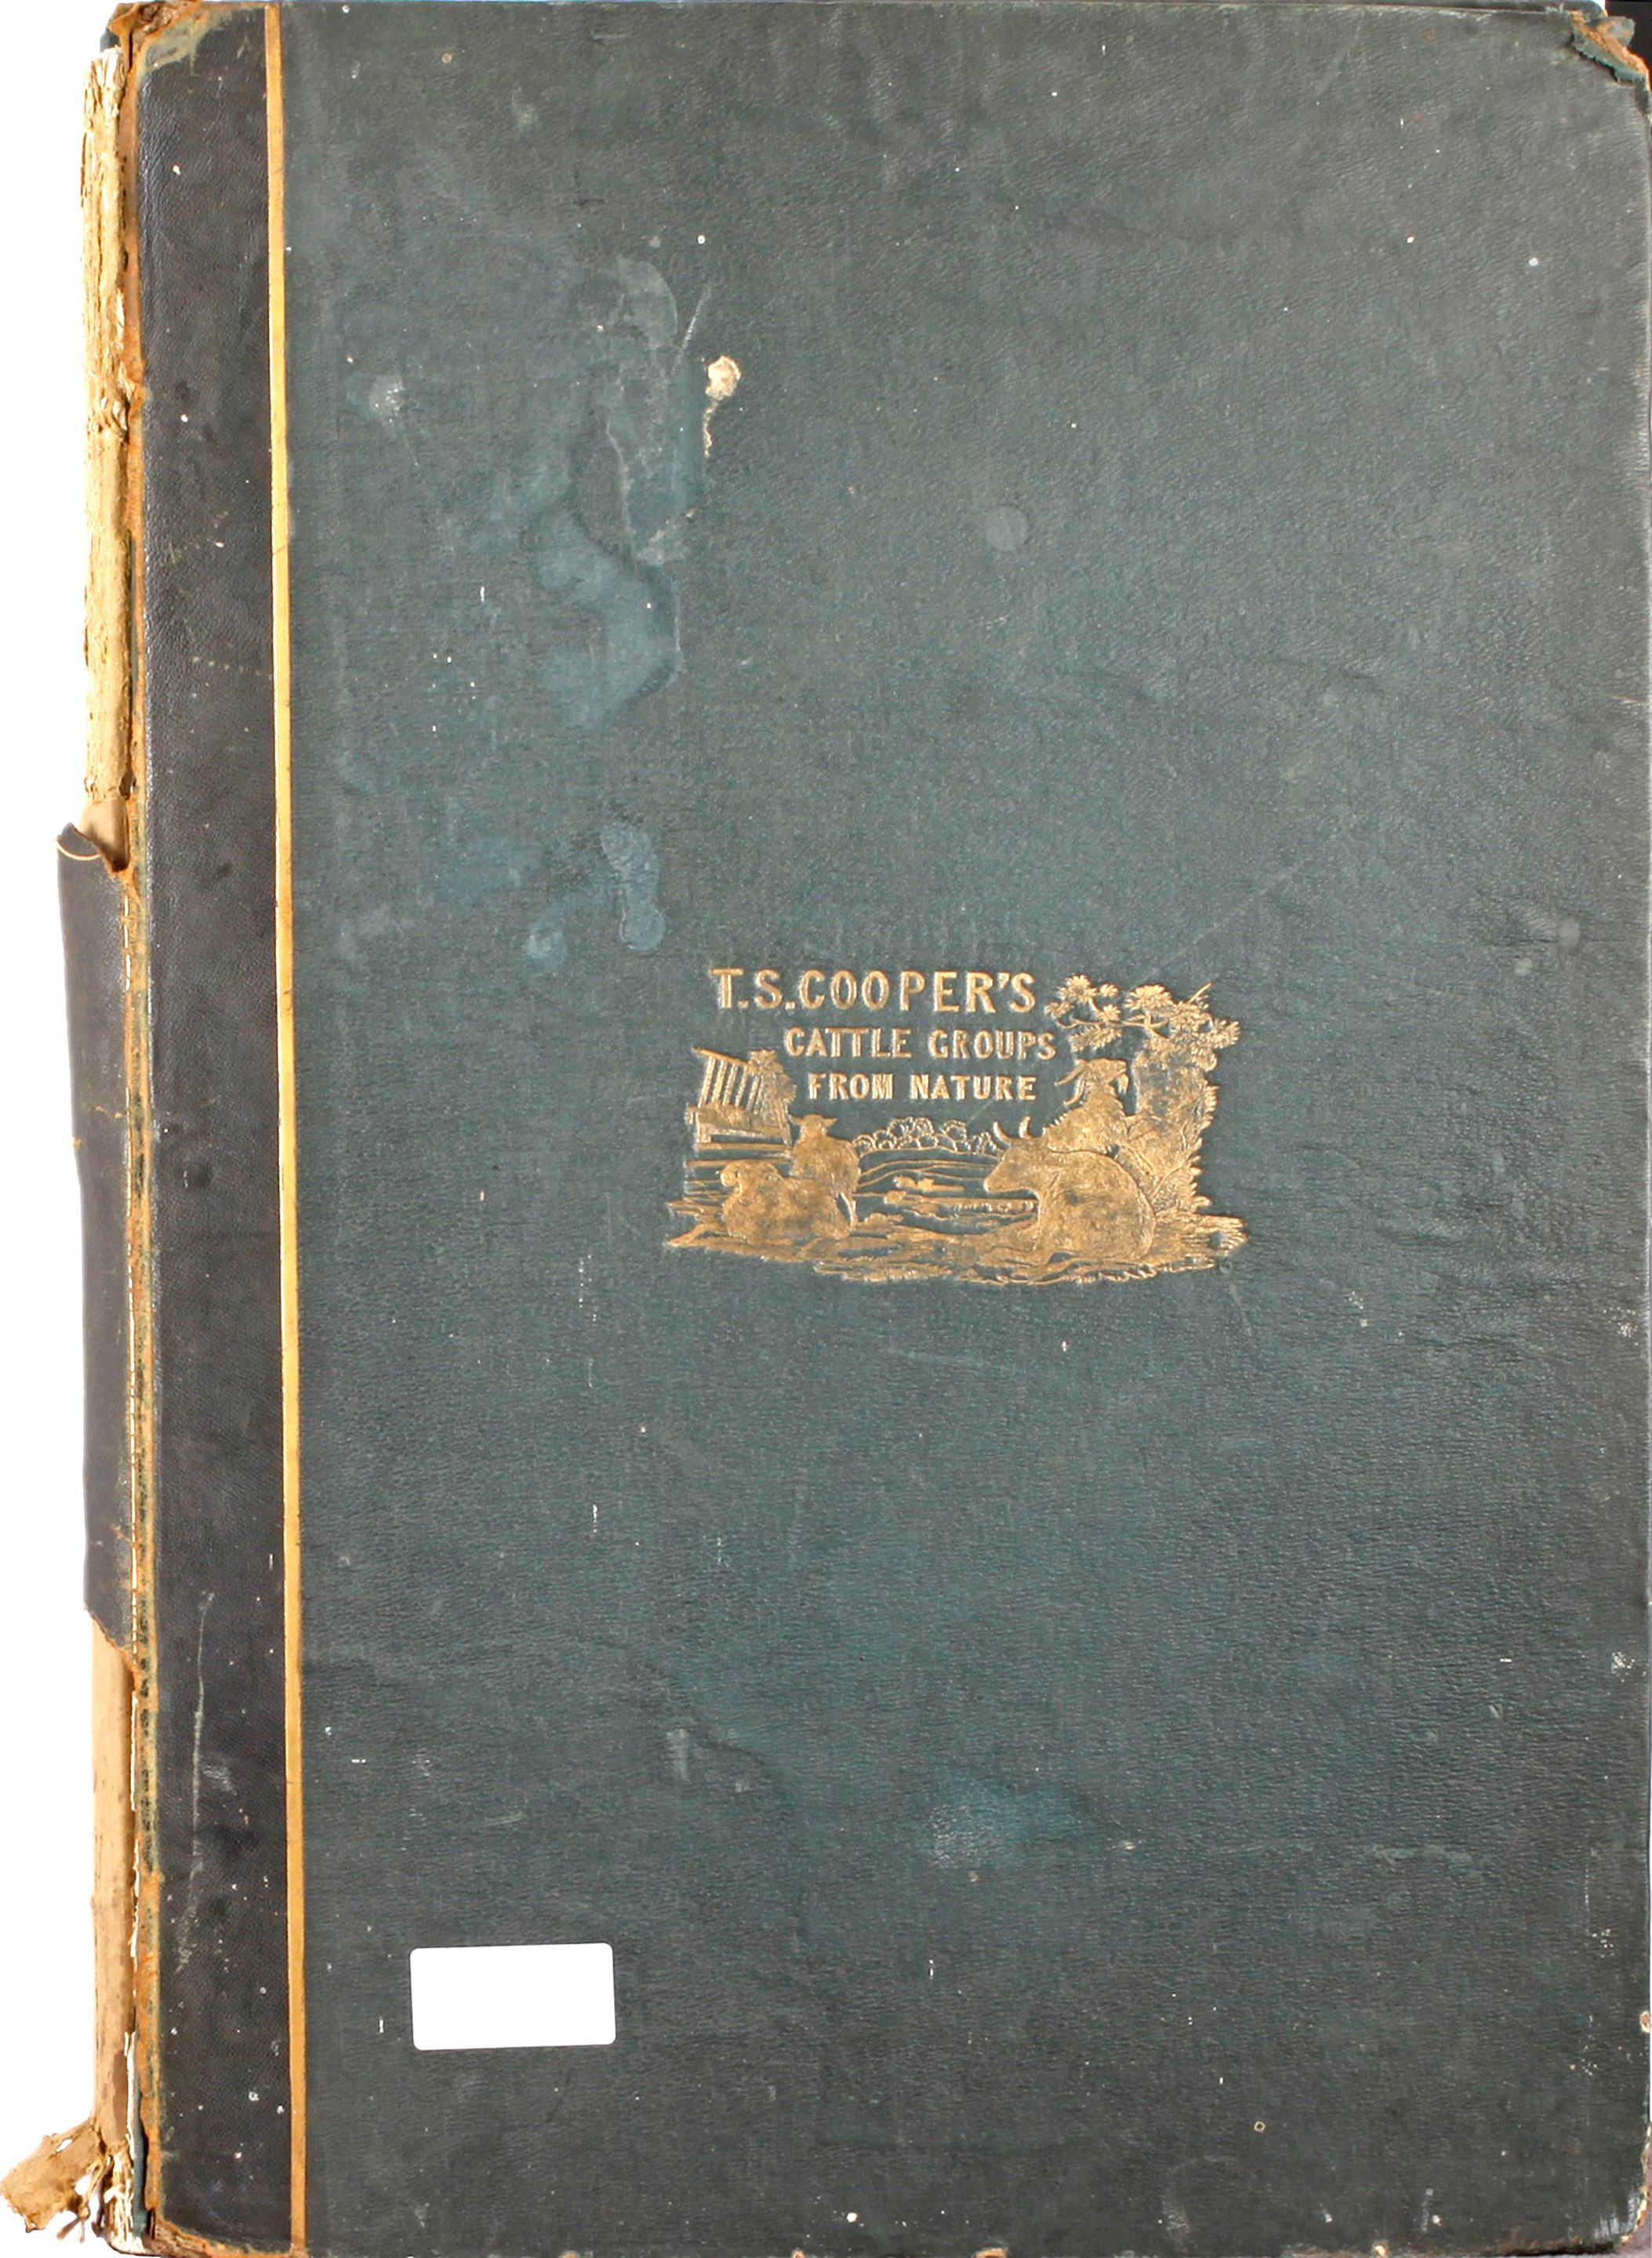 T.S. COOPER'S
CATTLE GROUPS
FROM NATURE